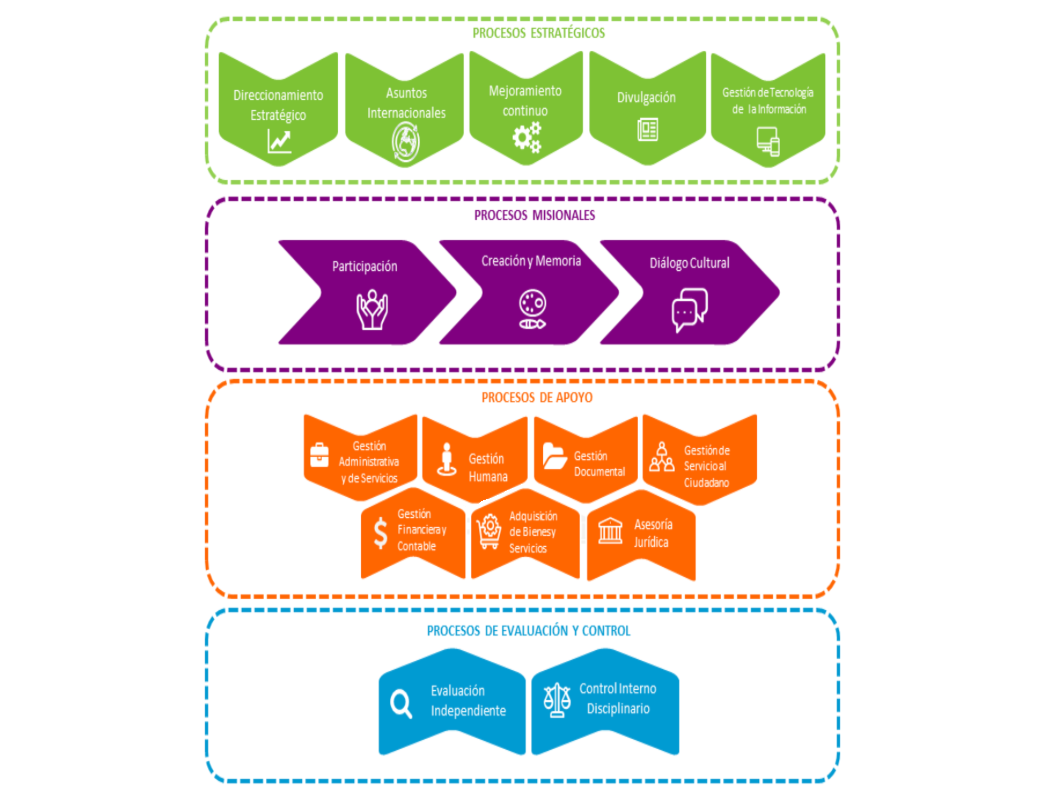 PROCESOS ESTRATÉGICOS
Direccionamiento
Estratégico
Asuntos
Internacionales
Mejoramiento
continuo
Divulgación
Gestión de Tecnología
de la Información
PROCESOS MISIONALES
Participación
Creación y Memoria
Diálogo Cultural
PROCESOS DE APOYO
Gestión
Administrativa
y de Servicios
Gestión
Humana
Gestión
Documental
Gestión de
Servicio al
Ciudadano
Gestión
Financiera y
Contable
Adquisición
de Bienes y
Servicios
Asesoría
Jurídica
PROCESOS DE EVALUACIÓN Y CONTROL
Evaluación
Independiente
Control Interno
Disciplinario